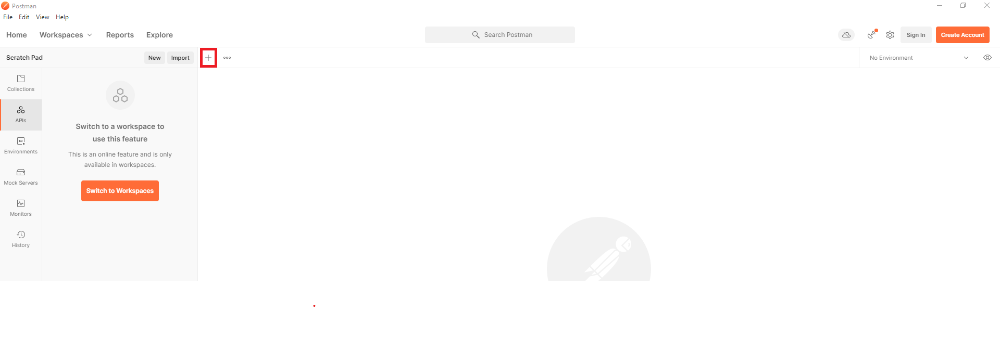 Postman
File Edit View Help
Home Workspaces Reports Explore Search Postman Sign In Create Account
Scratch Pad New Import No Environment
Collections
APIs
Environments
Mock Servers
Monitors
History
Switch to a workspace to
use this feature
This is an online feature and is only
available in workspaces.
Switch to Workspaces